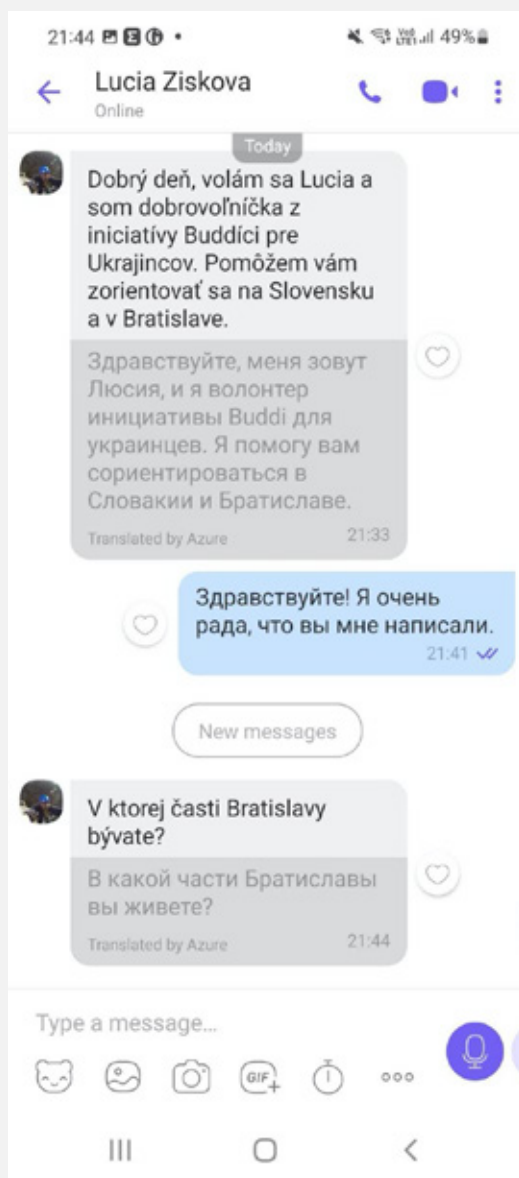 21:44
49%
Lucia Ziskova
Online
Today
Dobrý deň, volám sa Lucia a
som dobrovoľníčka z
iniciatívy Buddíci pre
Ukrajincov. Pomôžem vám
zorientovať sa na Slovensku
a v Bratislave.
Здравствуйте, меня зовут
Люсия, и я волонтер
инициативы Buddi для
украинцев. Я помогу вам
сориентироваться в
Словакии и Братиславе.
Translated by Azure 21:33
Здравствуйте! Я очень
рада, что вы мне написали.
21:41
New messages
V ktorej časti Bratislavy
bývate?
В какой части Братиславы
вы живете?
Translated by Azure 21:44
Type a message...
GIF